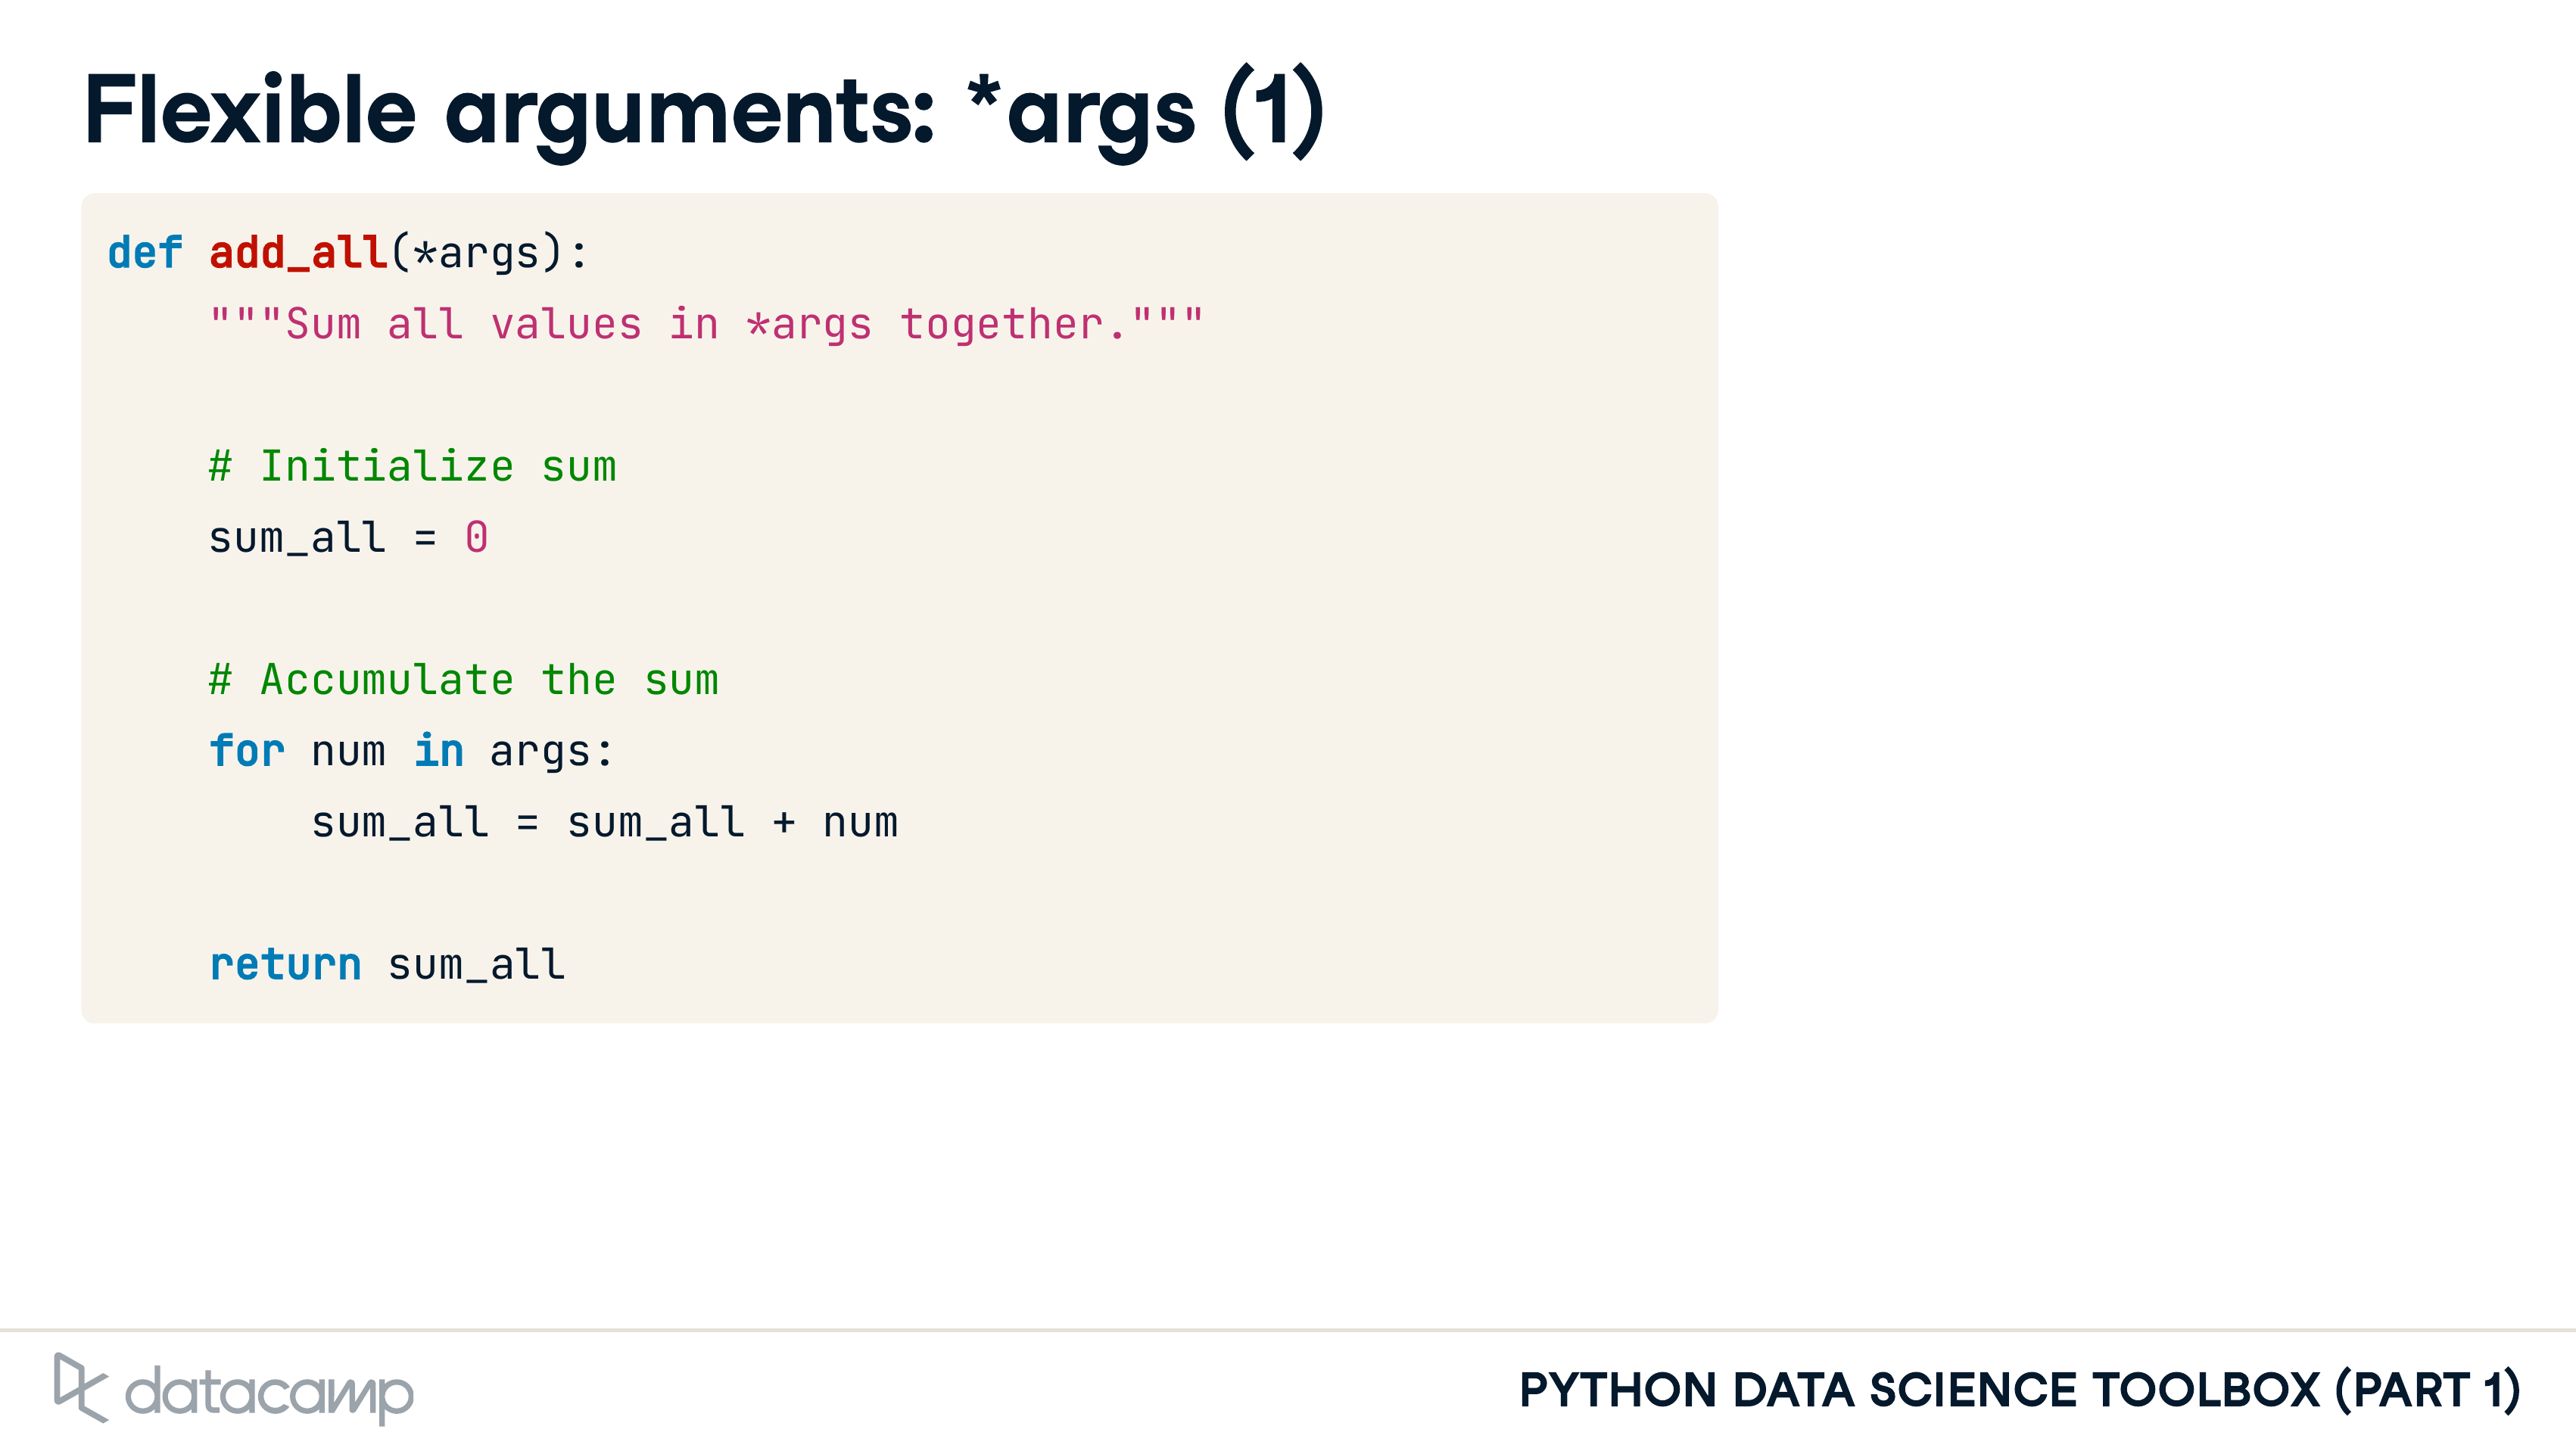 Flexible arguments: *args (1)
def add_all(*args):
    """Sum all values in *args together."""
    # Initialize sum
    sum_all = 0
    # Accumulate the sum
    for num in args:
        sum_all = sum_all + num
    return sum_all
datacamp
PYTHON DATA SCIENCE TOOLBOX (PART 1)